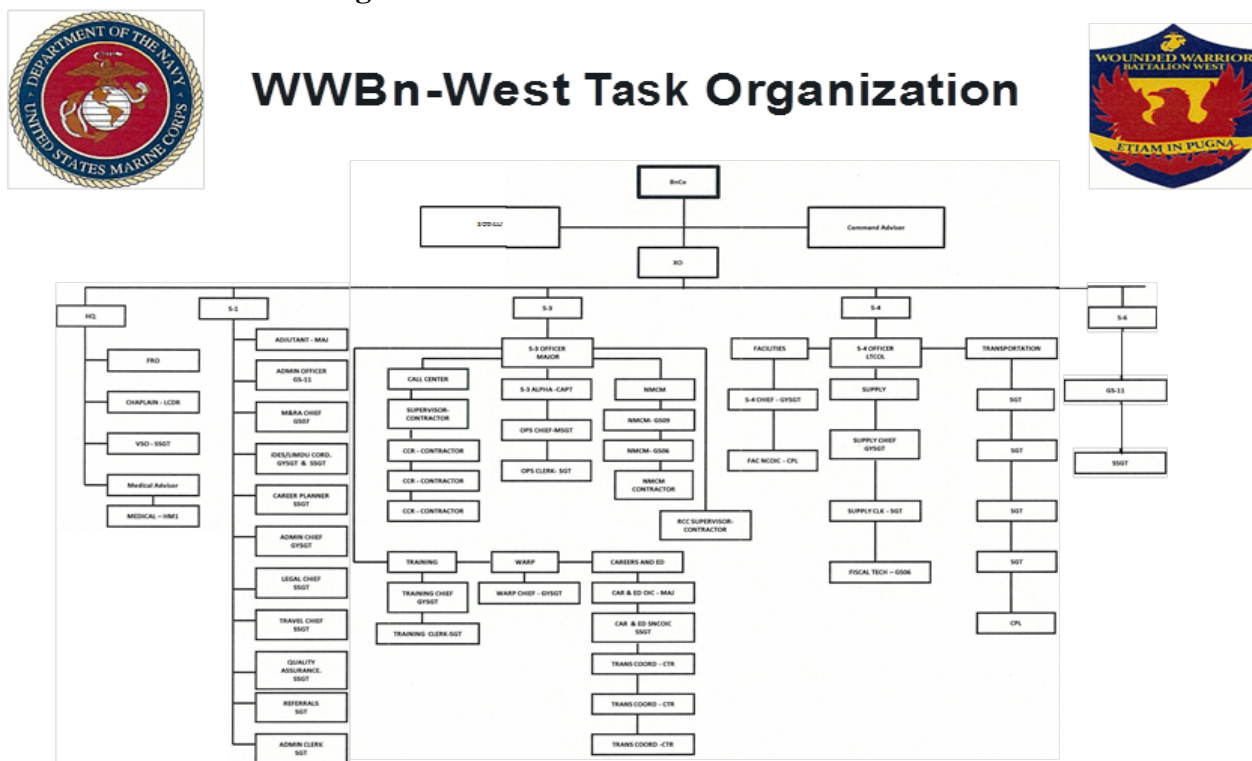 DEPARTMENT OF THE NAVY
UNITED STATES MARINE CORPS
WWBn-West Task Organization
WOUNDED WARRIOR
BATTALION WEST
ETIAM IN PUGNA
BnCo
Command Adviser
XO
HQ
S-1
S-3
S-4
S-6
FRO
CHAPLAIN - LCDR
VSO - SSGT
Medical Advisor
MEDICAL - HM1
ADJUTANT - MAJ
ADMIN OFFICER
GS-11
M&RA CHIEF
GS07
IDES/LIMDU CORD.
GYSGT & SSGT
CAREER PLANNER
SSGT
ADMIN CHIEF
GYSGT
LEGAL CHIEF
SSGT
TRAVEL CHIEF
SSGT
QUALITY
ASSURANCE.
SSGT
REFERRALS
SGT
ADMIN CLERK
SGT
S-3 OFFICER
MAJOR
CALL CENTER
SUPERVISOR-
CONTRACTOR
CCR - CONTRACTOR
CCR - CONTRACTOR
CCR - CONTRACTOR
S-3 ALPHA -CAPT
OPS CHIEF-MSGT
OPS CLERK- SGT
NMCM
NMCM- GS09
NMCM- GS06
NMCM
CONTRACTOR
RCC SUPERVISOR-
CONTRACTOR
TRAINING
TRAINING CHIEF
GYSGT
TRAINING CLERK-SGT
WARP
WARP CHIEF - GYSGT
CAREERS AND ED
CAR & ED OIC - MAJ
CAR & ED SNCOIC
SSGT
TRANS COORD - CTR
TRANS COORD - CTR
TRANS COORD -CTR
FACILITIES
S-4 CHIEF - GYSGT
FAC NCOIC - CPL
S-4 OFFICER
LTCOL
SUPPLY
SUPPLY CHIEF
GYSGT
SUPPLY CLK - SGT
FISCAL TECH - GS06
TRANSPORTATION
SGT
SGT
SGT
SGT
CPL
GS-11
SSGT